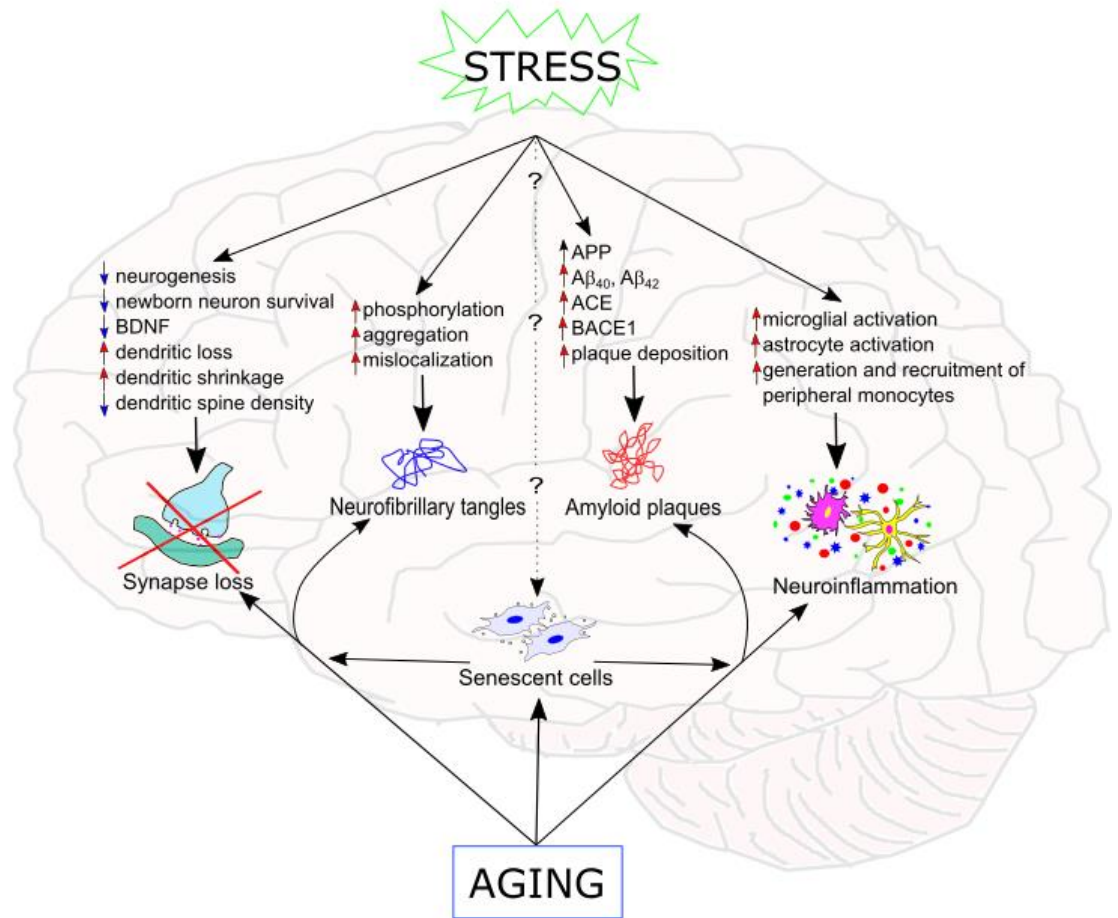 STRESS
?
neurogenesis
newborn neuron survival
BDNF
dendritic loss
dendritic shrinkage
dendritic spine density
phosphorylation
aggregation
mislocalization
?
APP
Aβ40, Aβ42
ACE
BACE1
plaque deposition
microglial activation
astrocyte activation
generation and recruitment of
peripheral monocytes
Synapse loss
Neurofibrillary tangles
?
Amyloid plaques
Neuroinflammation
Senescent cells
AGING